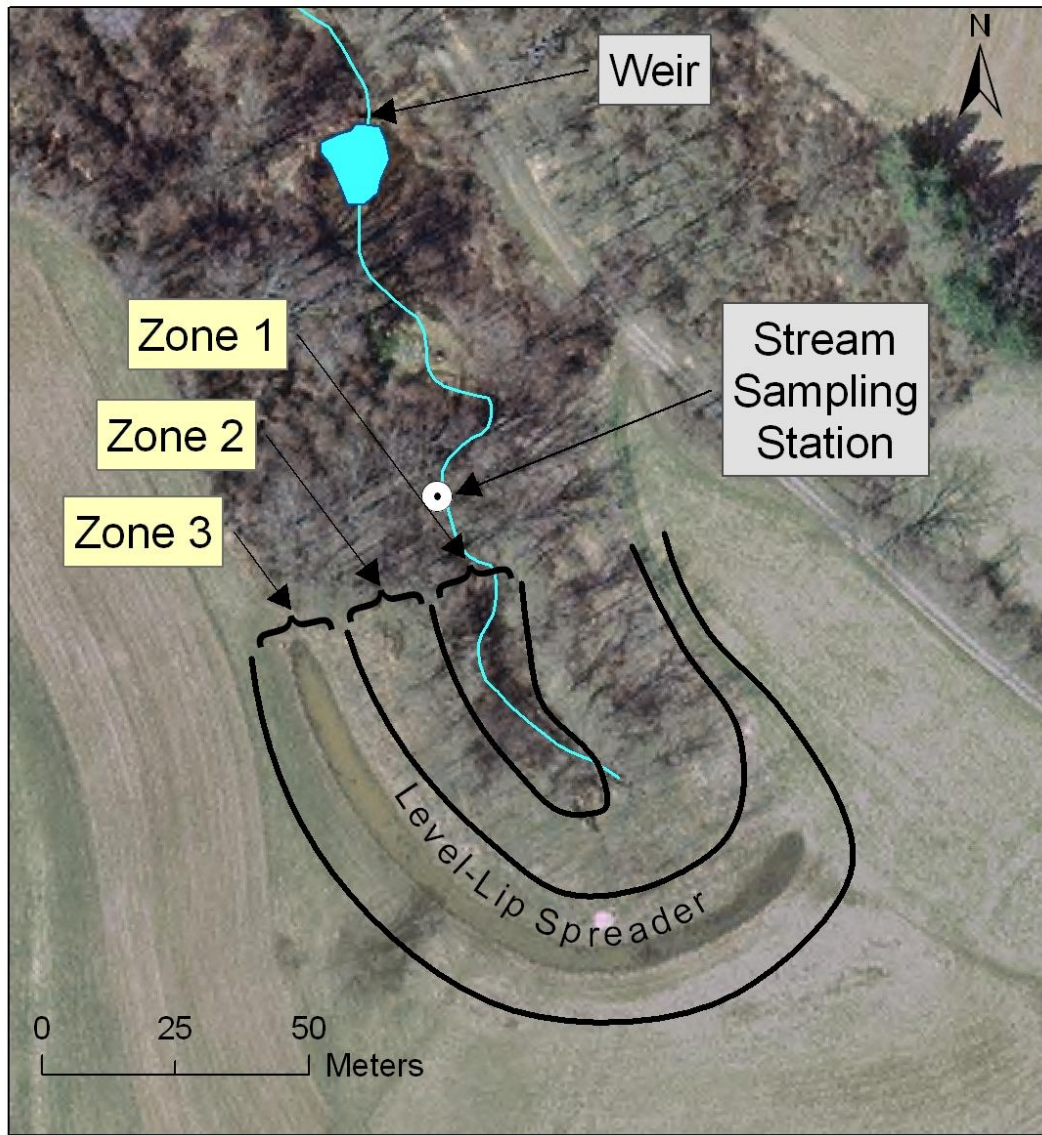 N
Weir
Zone 1
Stream
Sampling
Station
Zone 2
Zone 3
Level-Lip Spreader
0 25 50
Meters